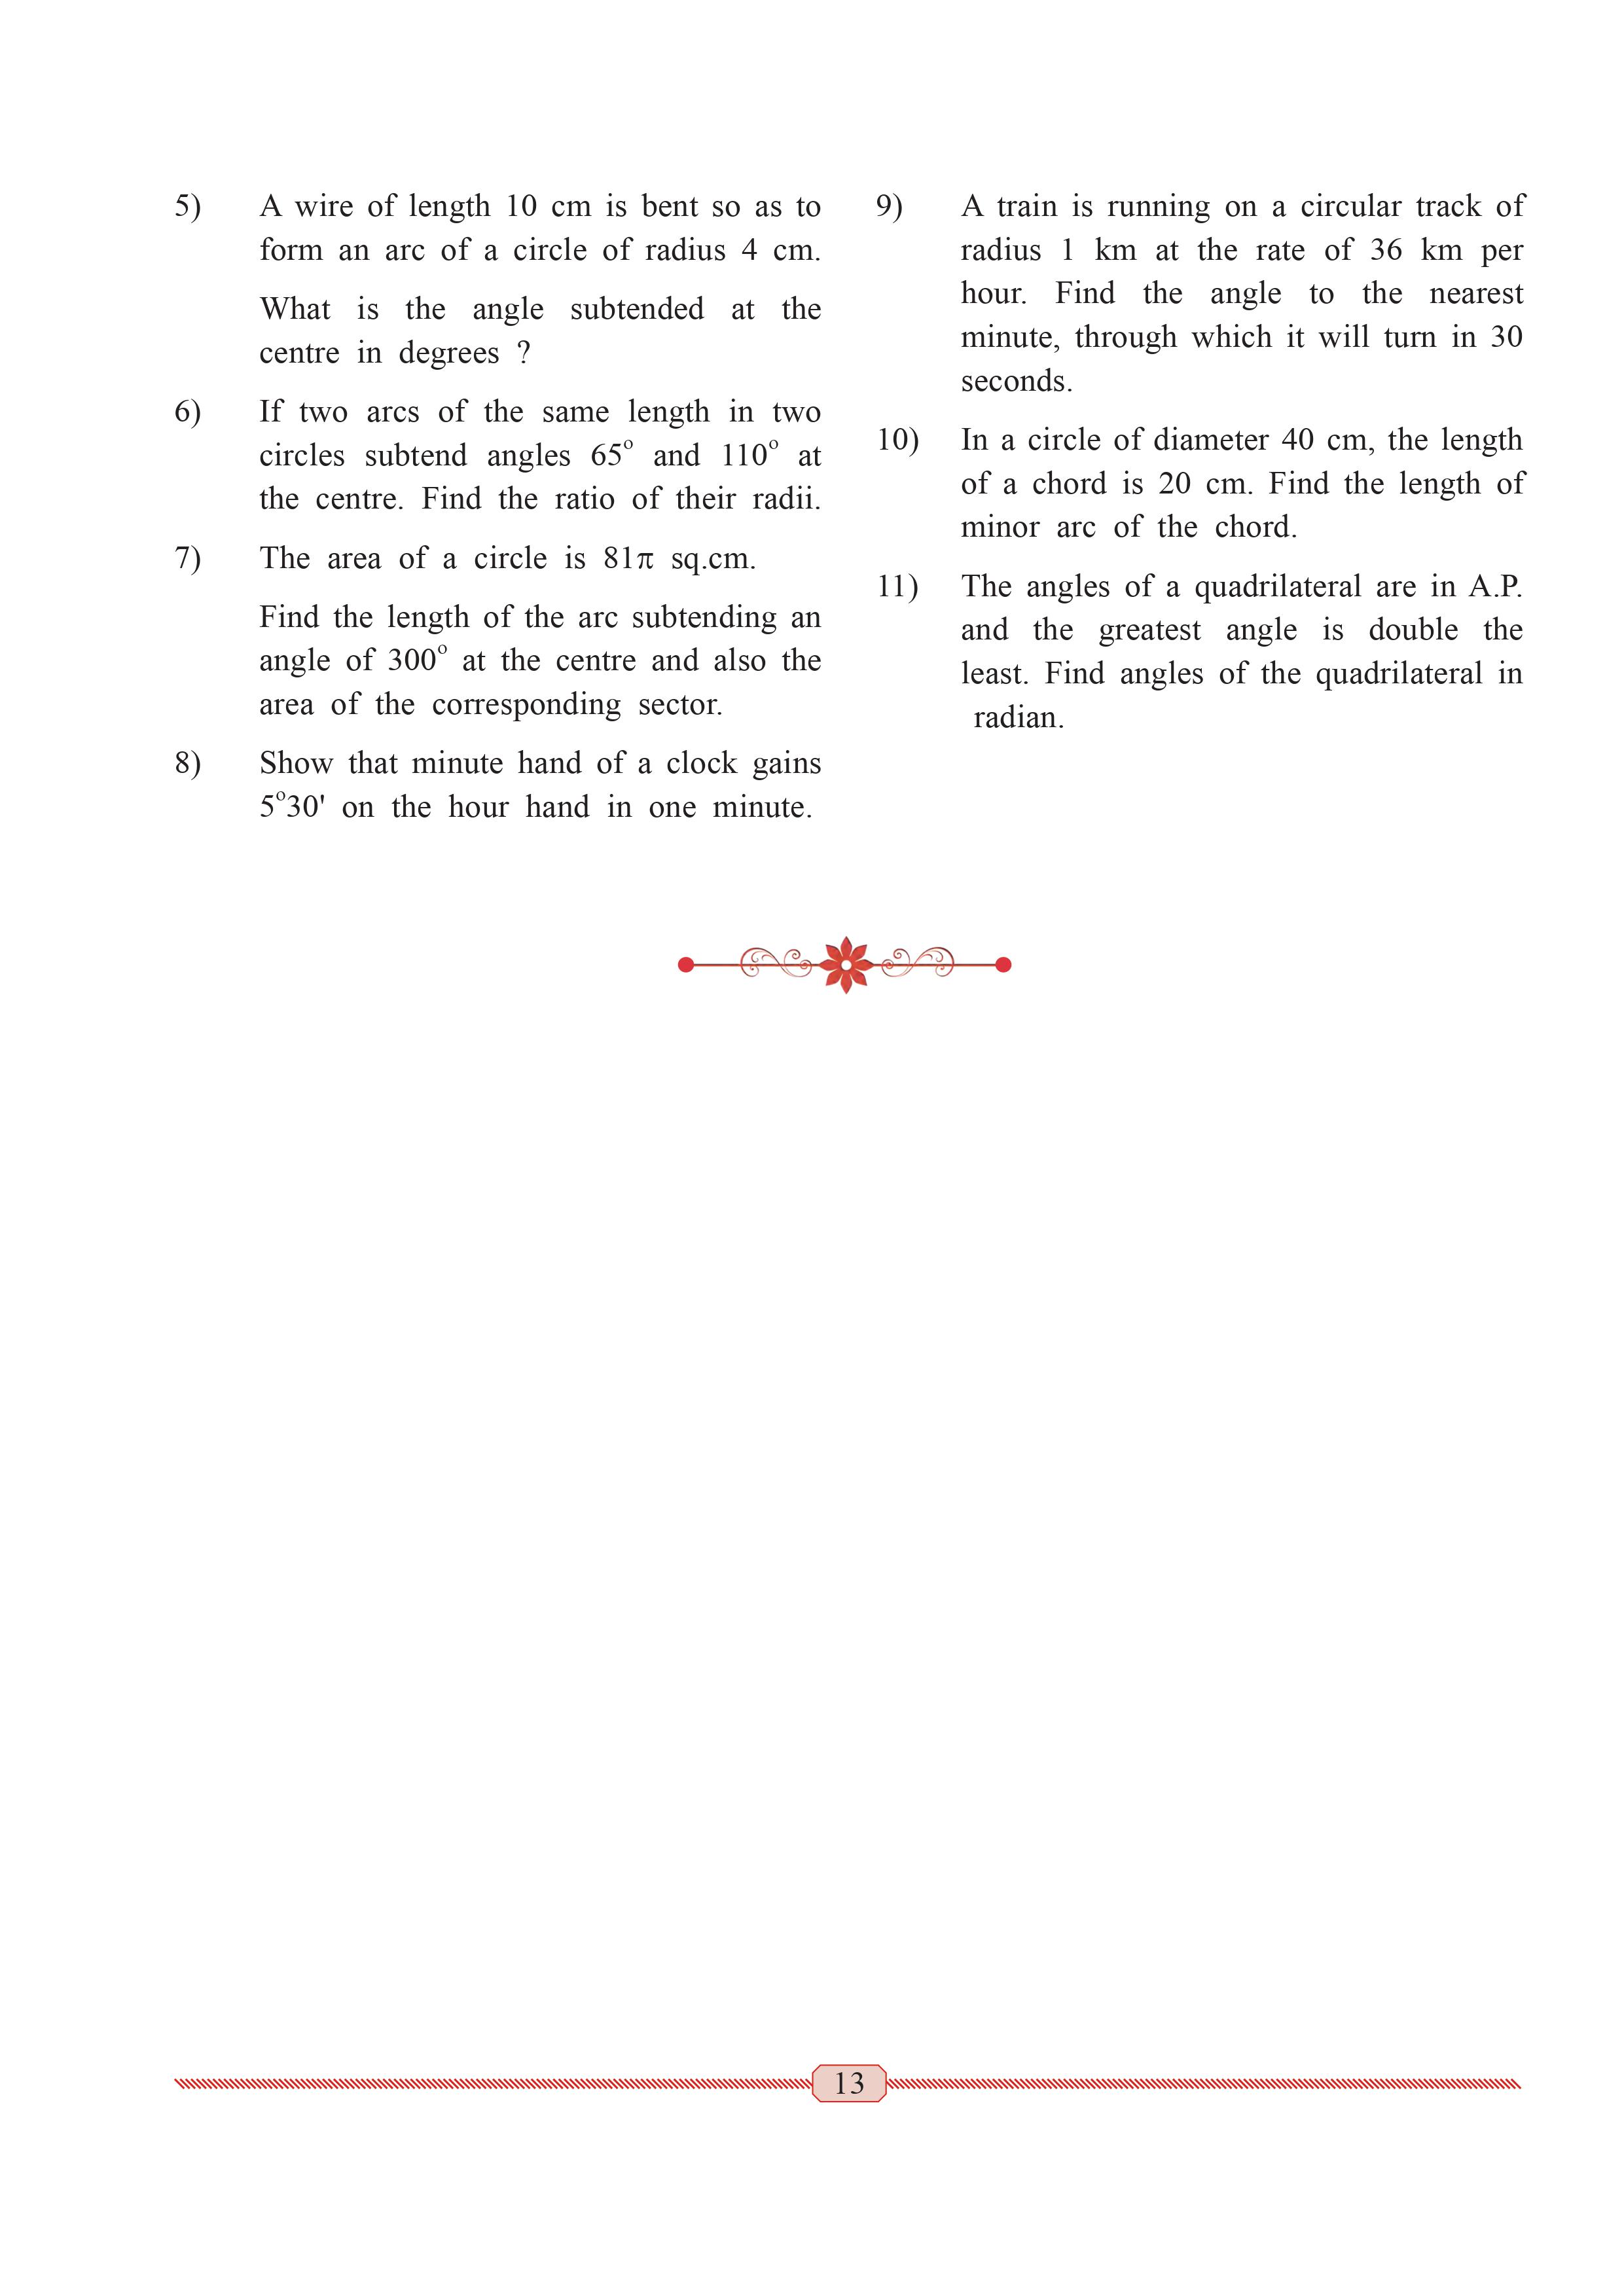 5) A wire of length 10 cm is bent so as to
form an arc of a circle of radius 4 cm.
What is the angle subtended at the
centre in degrees ?
6) If two arcs of the same length in two
circles subtend angles 65° and 110° at
the centre. Find the ratio of their radii.
7) The area of a circle is 81π sq.cm.
Find the length of the arc subtending an
angle of 300° at the centre and also the
area of the corresponding sector.
8) Show that minute hand of a clock gains
5°30' on the hour hand in one minute.
9) A train is running on a circular track of
radius 1 km at the rate of 36 km per
hour. Find the angle to the nearest
minute, through which it will turn in 30
seconds.
10) In a circle of diameter 40 cm, the length
of a chord is 20 cm. Find the length of
minor arc of the chord.
11) The angles of a quadrilateral are in A.P.
and the greatest angle is double the
least. Find angles of the quadrilateral in
radian.
13